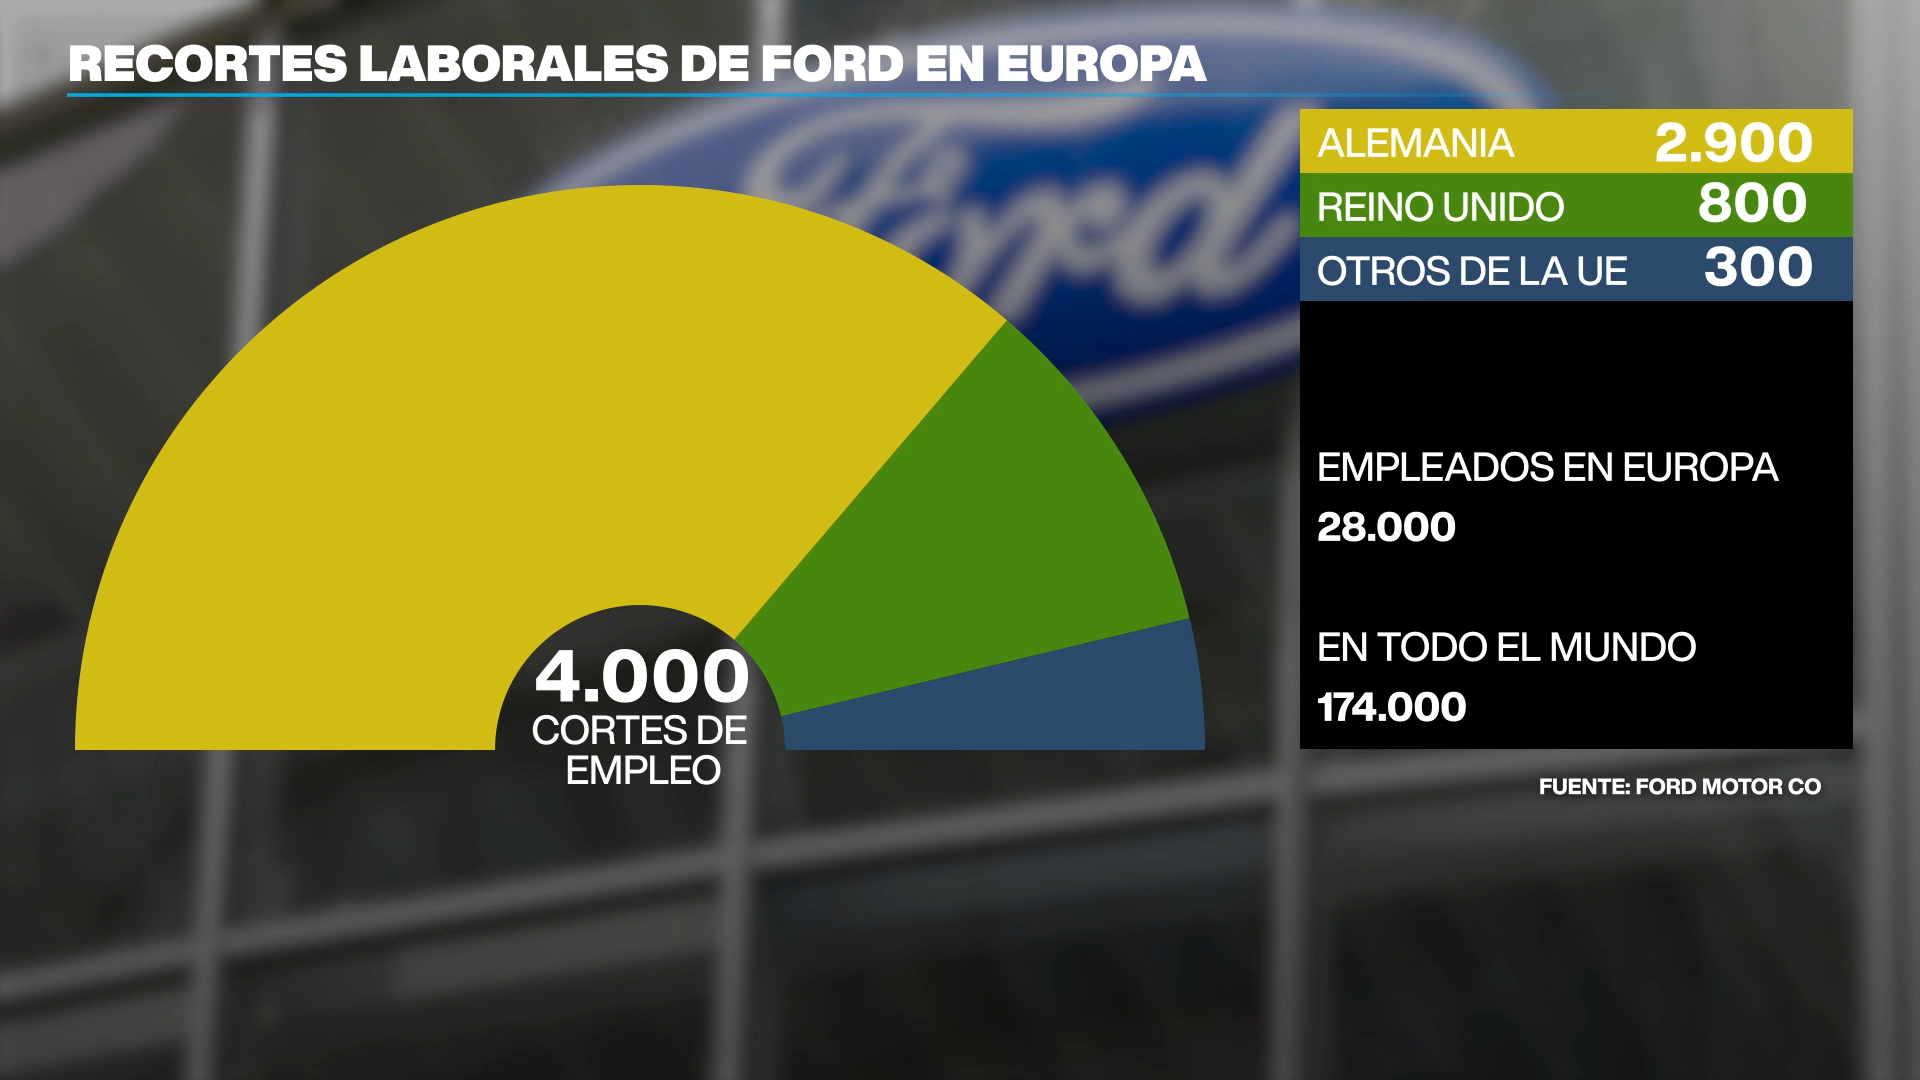 RECORTES LABORALES DE FORD EN EUROPA
Ford
ALEMANIA 2.900
REINO UNIDO 800
OTROS DE LA UE 300
EMPLEADOS EN EUROPA
28.000
EN TODO EL MUNDO
174.000
4.000
CORTES DE
EMPLEO
FUENTE: FORD MOTOR CO